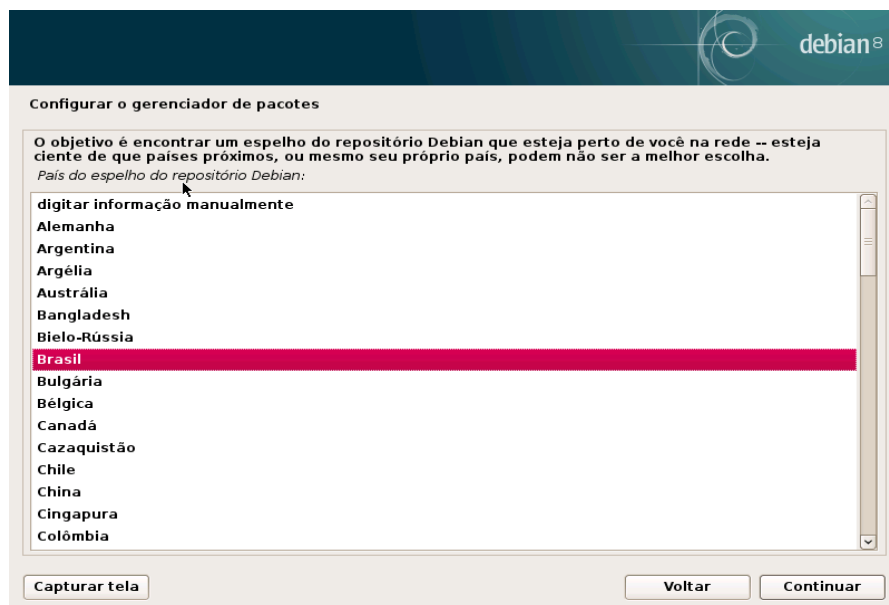 debian 8
Configurar o gerenciador de pacotes
O objetivo é encontrar um espelho do repositório Debian que esteja perto de você na rede -- esteja
ciente de que países próximos, ou mesmo seu próprio país, podem não ser a melhor escolha.
País do espelho do repositório Debian:
digitar informação manualmente
Alemanha
Argentina
Argélia
Austrália
Bangladesh
Bielo-Rússia
Brasil
Bulgária
Bélgica
Canadá
Cazaquistão
Chile
China
Cingapura
Colômbia
Capturar tela
Voltar
Continuar